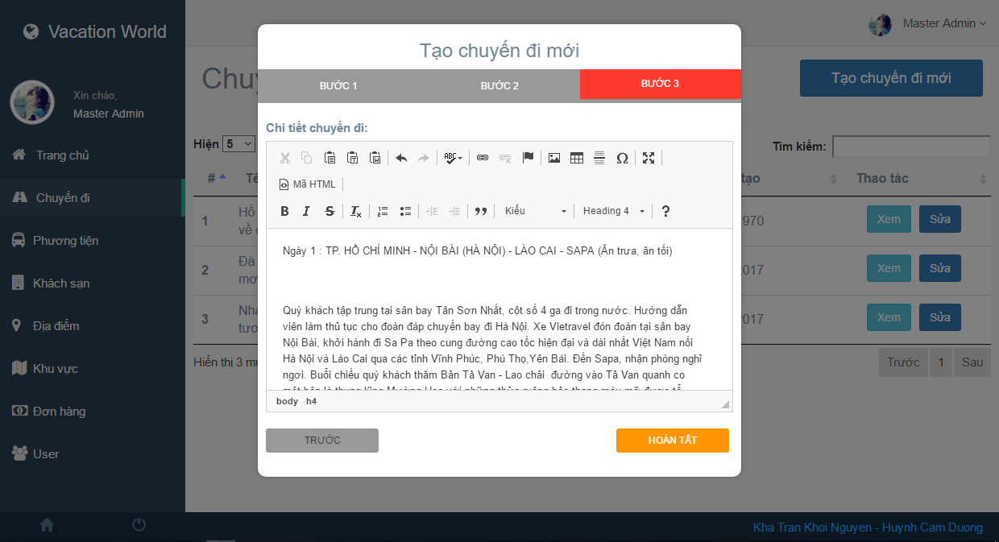 Vacation World
Master Admin
Xin chào,
Master Admin
Trang chủ
Chuyến đi
Phương tiện
Khách sạn
Địa điểm
Khu vực
Đơn hàng
User
Tạo chuyến đi mới
Hiện 5
Tìm kiếm:
#
Thao tác
1
Hồ
về
970
Xem Sửa
2
Đà
2017
Xem Sửa
3
2017
Xem Sửa
Hiển thị 3
Trước 1 Sau
Tạo chuyến đi mới
BƯỚC 1 BƯỚC 2 BƯỚC 3
Chi tiết chuyến đi:
Mã HTML
Kiểu Heading 4
Ngày 1 : TP. HỒ CHÍ MINH - NỘI BÀI (HÀ NỘI) - LÀO CAI - SAPA (Ăn trưa, ăn tối)
Quý khách tập trung tại sân bay Tân Sơn Nhất, cột số 4 ga đi trong nước. Hướng dẫn
viên làm thủ tục cho đoàn đáp chuyến bay đi Hà Nội. Xe Vietravel đón đoàn tại sân bay
Nội Bài, khởi hành đi Sa Pa theo cung đường cao tốc hiện đại và dài nhất Việt Nam nối
Hà Nội và Lào Cai qua các tỉnh Vĩnh Phúc, Phú Thọ,Yên Bái. Đến Sapa, nhận phòng nghỉ
ngơi. Buổi chiều quý khách thăm Bản Tả Van - Lao chải  đường vào Tả Van quanh co
body h4
TRƯỚC
HOÀN TẤT
Kha Tran Khoi Nguyen - Huynh Cam Duong